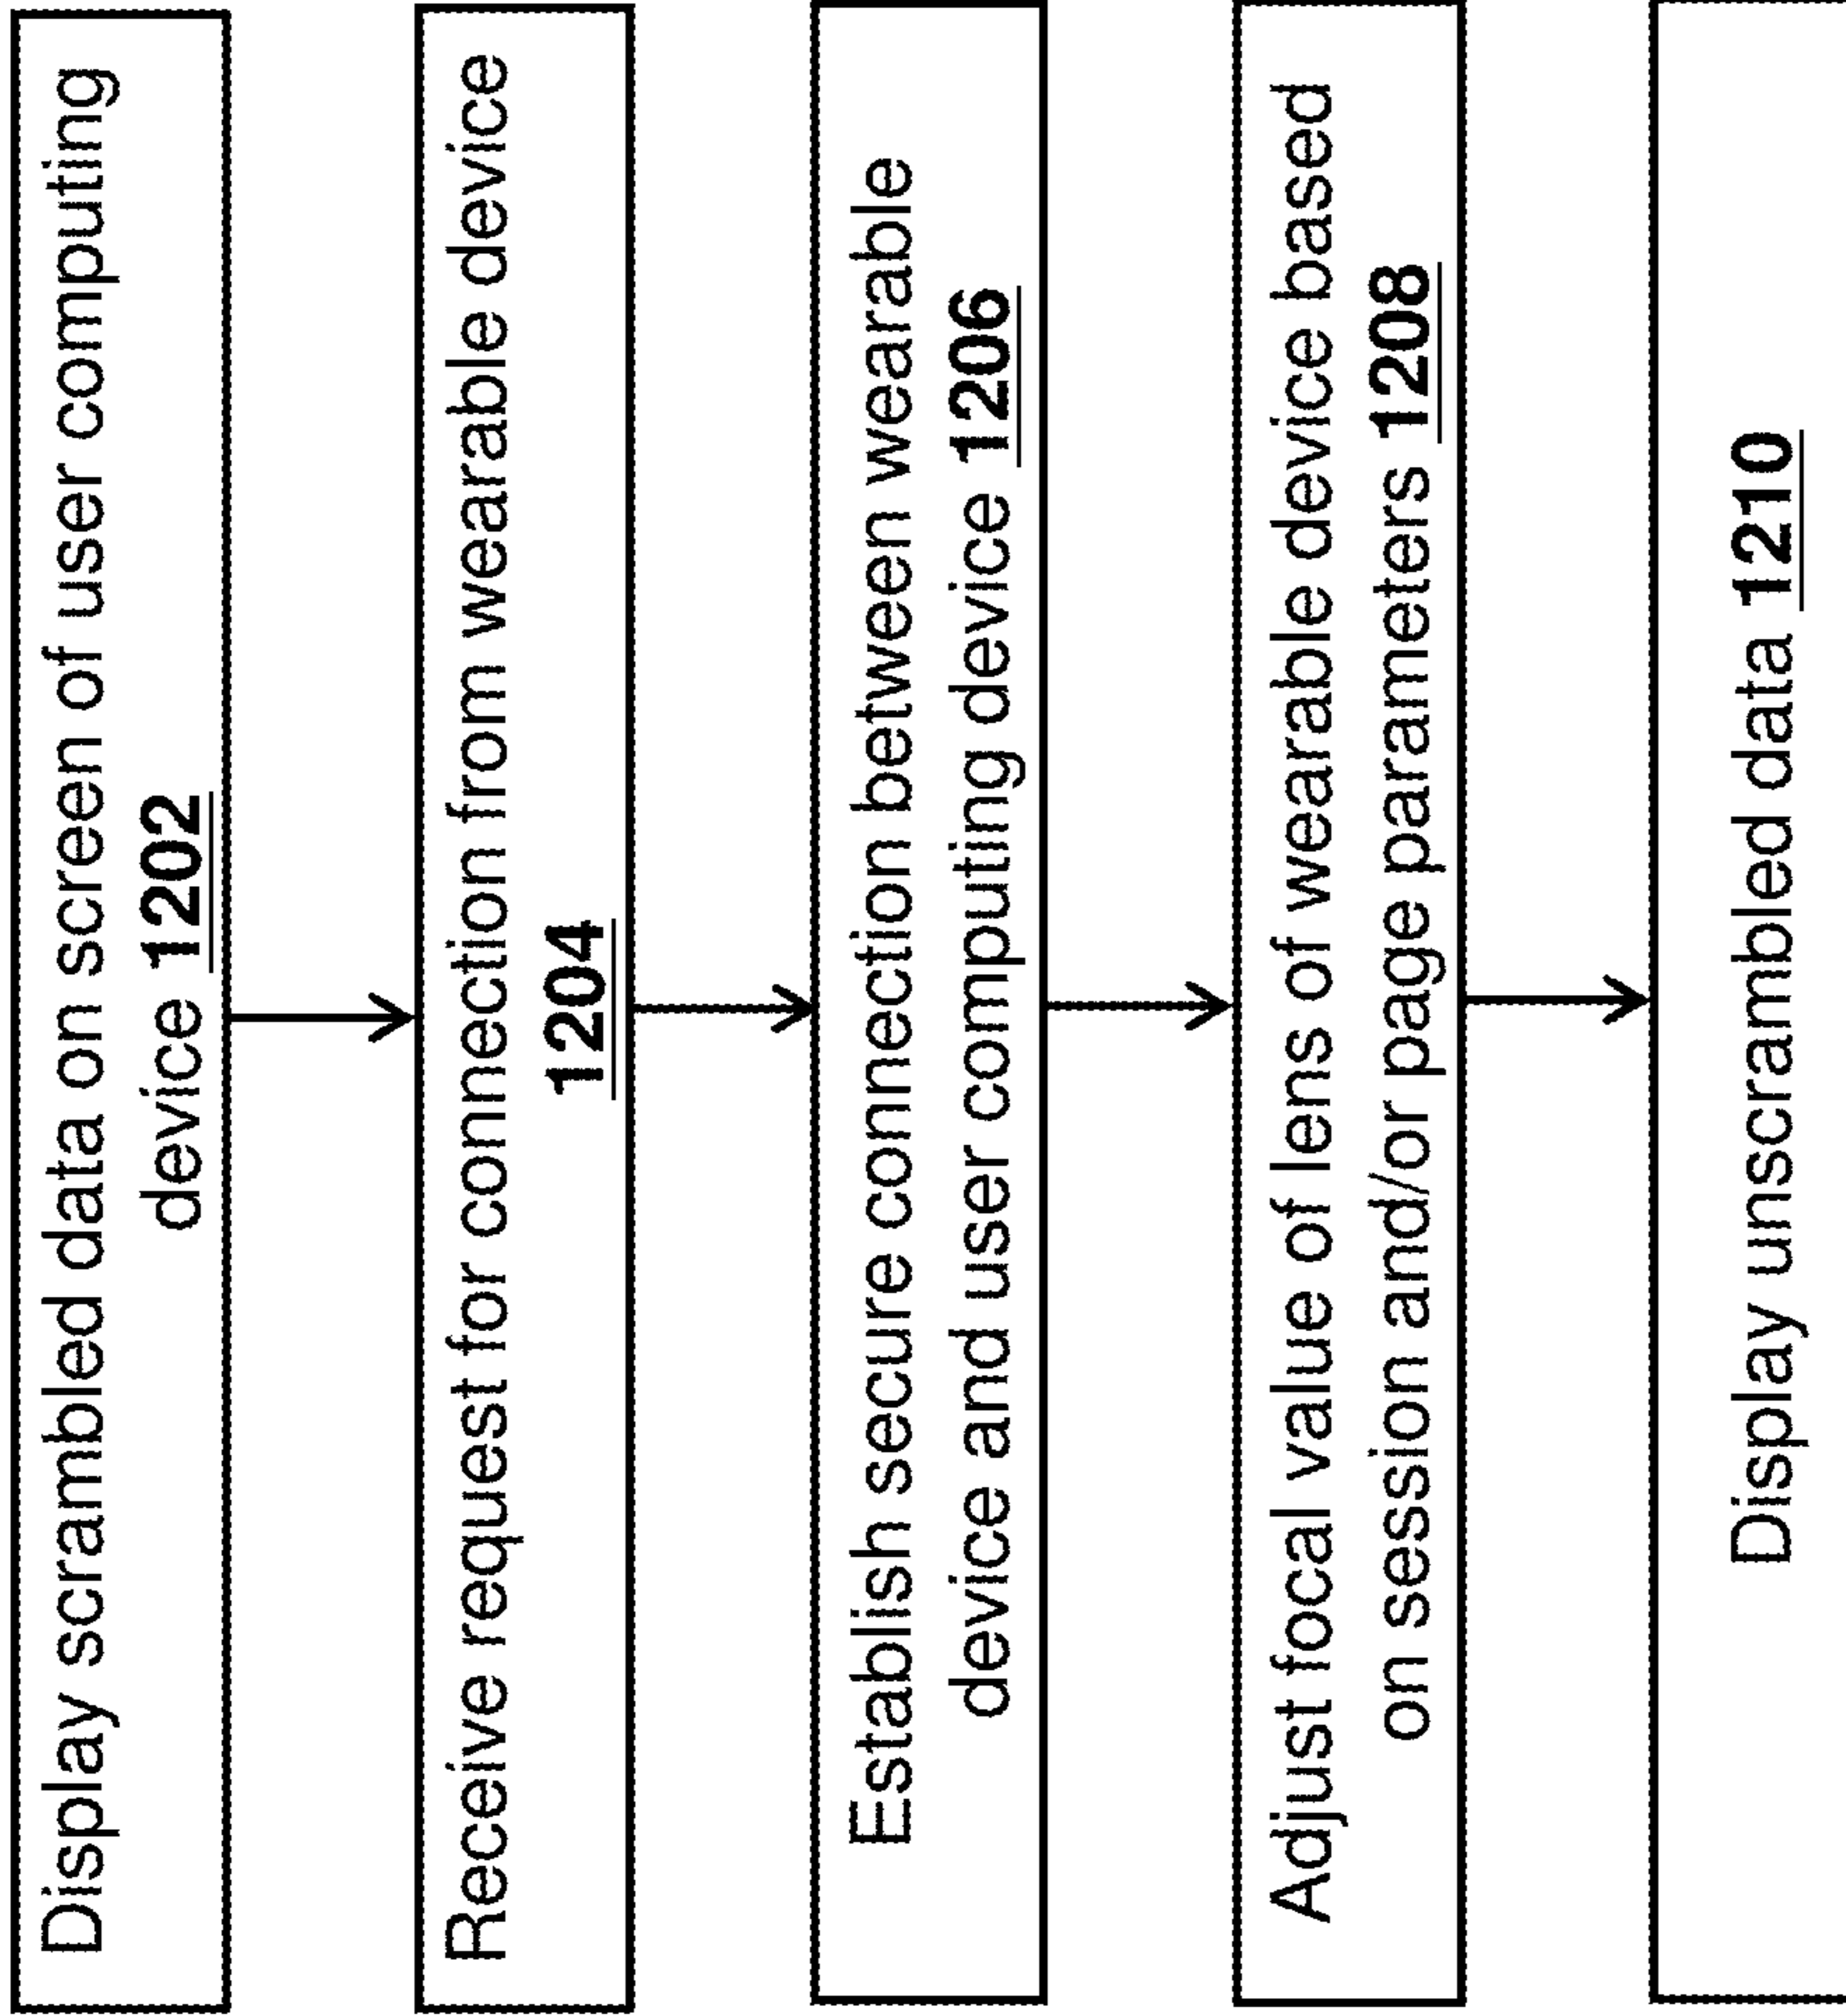 Display scrambled data on screen of user computing
device 1202
Receive request for connection from wearable device
1204
Establish secure connection between wearable
device and user computing device 1206
Adjust focal value of lens of wearable device based
on session and/or page parameters 1208
Display unscrambled data 1210